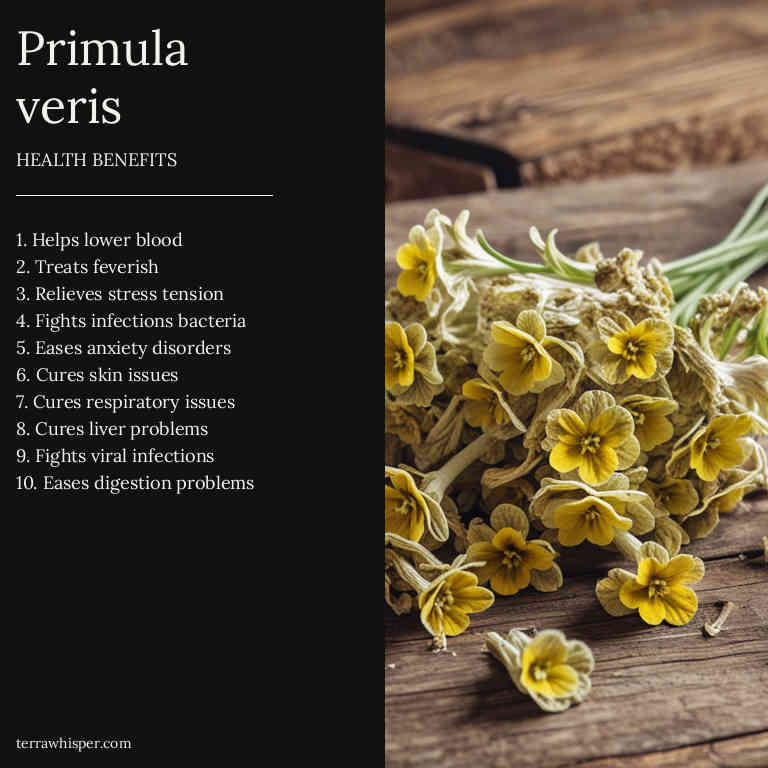 Primula
veris
HEALTH BENEFITS
1. Helps lower blood
2. Treats feverish
3. Relieves stress tension
4. Fights infections bacteria
5. Eases anxiety disorders
6. Cures skin issues
7. Cures respiratory issues
8. Cures liver problems
9. Fights viral infections
10. Eases digestion problems
terrawhisper.com